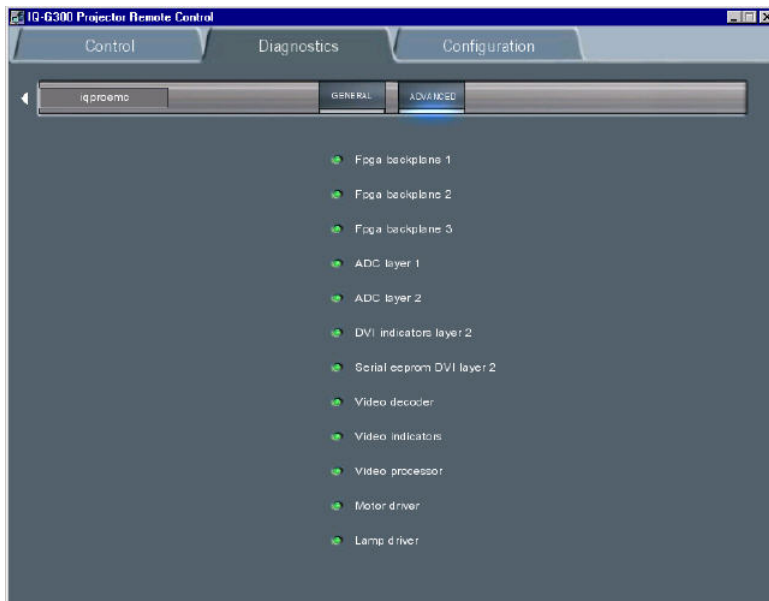 IQ-G300 Projector Remote Control
Control Diagnostics Configuration
iqproemc GENERAL ADVANCED
Fpga backplane 1
Fpga backplane 2
Fpga backplane 3
ADC layer 1
ADC layer 2
DVI indicators layer 2
Serial eeprom DVI layer 2
Video decoder
Video indicators
Video processor
Motor driver
Lamp driver